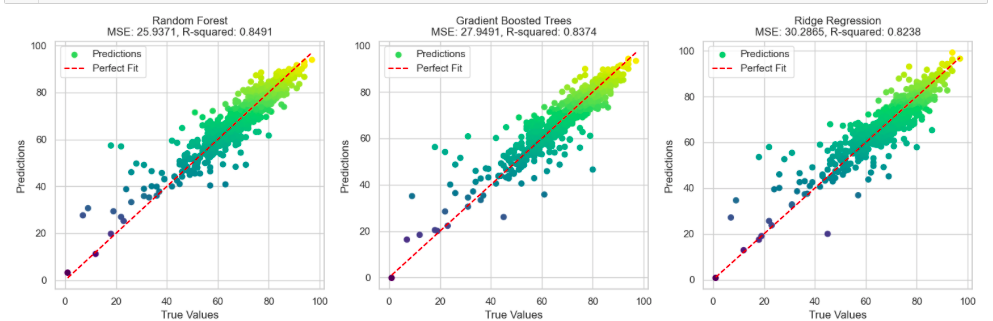 Random Forest
MSE: 25.9371, R-squared: 0.8491
Predictions
Perfect Fit
Predictions
100
80
60
40
20
0
0 20 40 60 80 100
True Values
Gradient Boosted Trees
MSE: 27.9491, R-squared: 0.8374
Predictions
Perfect Fit
Predictions
100
80
60
40
20
0
0 20 40 60 80 100
True Values
Ridge Regression
MSE: 30.2865, R-squared: 0.8238
Predictions
Perfect Fit
Predictions
100
80
60
40
20
0
0 20 40 60 80 100
True Values